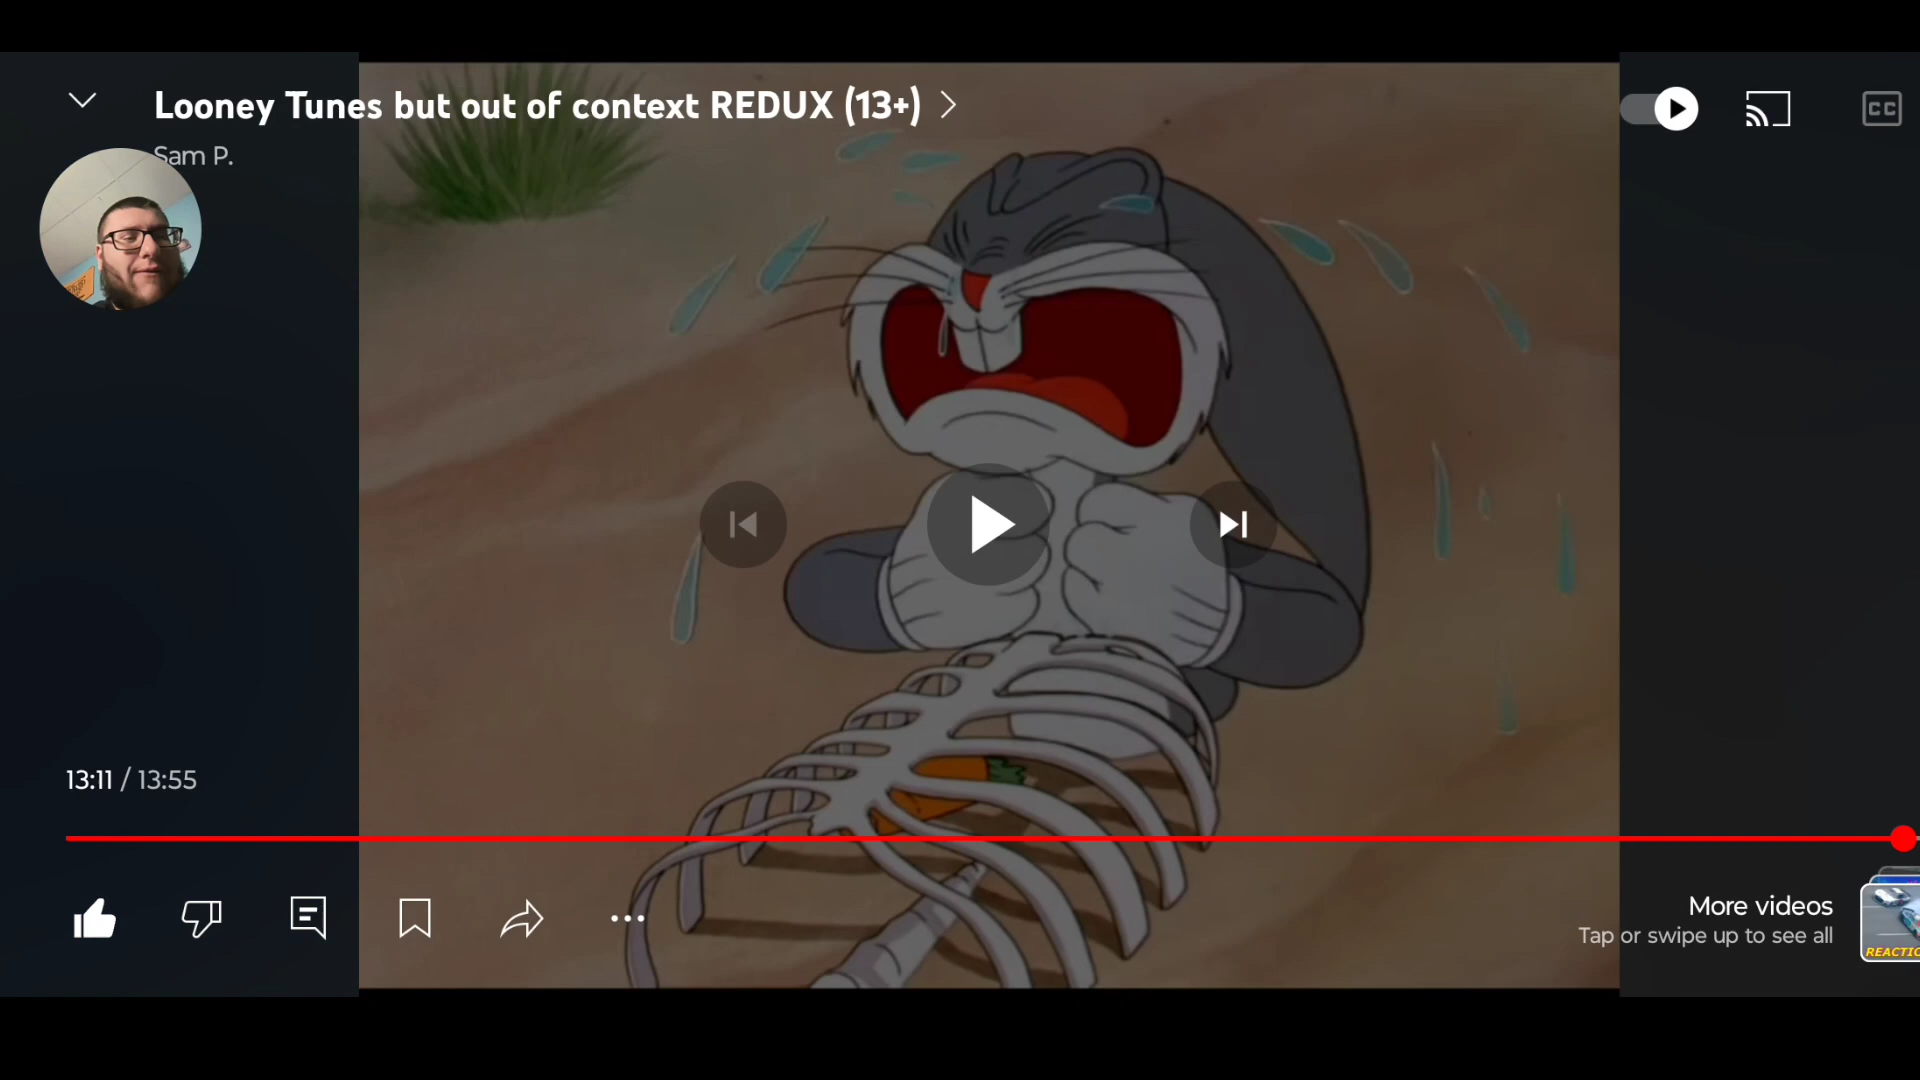 Looney Tunes but out of context REDUX (13+)
Sam P.
CC
13:11 / 13:55
More videos
Tap or swipe up to see all